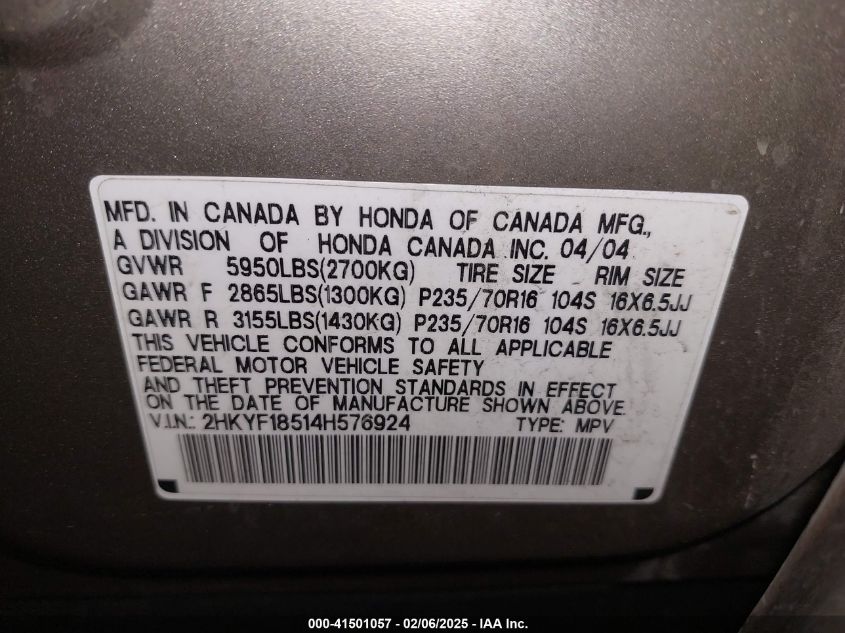 MFD. IN CANADA BY HONDA OF CANADA MFG.,
A DIVISION OF HONDA CANADA INC. 04/04
GVWR 5950LBS(2700KG) TIRE SIZE RIM SIZE
GAWR F 2865LBS(1300KG) P235/70R16 104S 16X6.5JJ
GAWR R 3155LBS(1430KG) P235/70R16 104S 16X6.5JJ
THIS VEHICLE CONFORMS TO ALL APPLICABLE
FEDERAL MOTOR VEHICLE SAFETY
AND THEFT PREVENTION STANDARDS IN EFFECT
ON THE DATE OF MANUFACTURE SHOWN ABOVE.
V.I.N.: 2HKYF18514H576924 TYPE: MPV
000-41501057 - 02/06/2025 - IAA Inc.